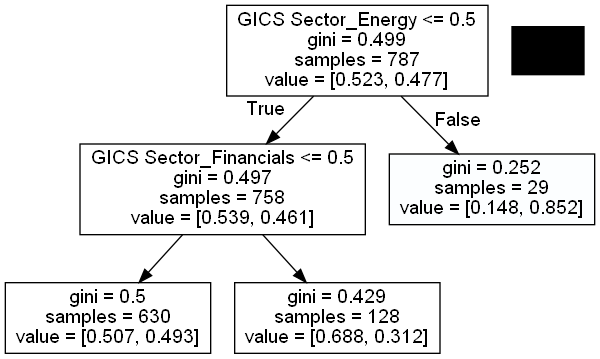 GICS Sector_Energy <= 0.5
gini = 0.499
samples = 787
value = [0.523, 0.477]
True
False
GICS Sector_Financials <= 0.5
gini = 0.497
samples = 758
value = [0.539, 0.461]
gini = 0.252
samples = 29
value = [0.148, 0.852]
gini = 0.5
samples = 630
value = [0.507, 0.493]
gini = 0.429
samples = 128
value = [0.688, 0.312]